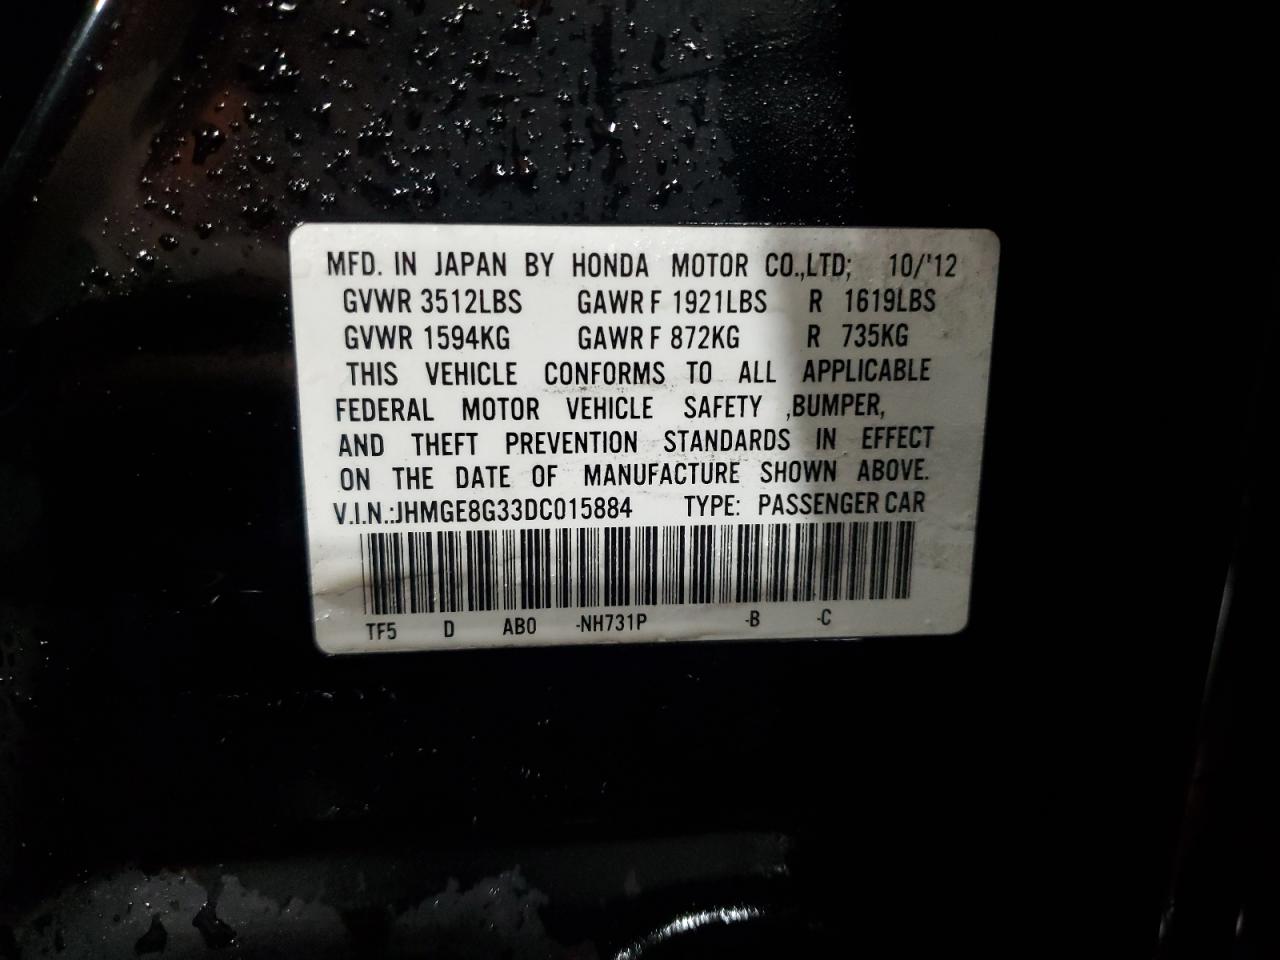 MFD. IN JAPAN BY HONDA MOTOR CO.,LTD; 10/'12
GVWR 3512LBS GAWR F 1921LBS R 1619LBS
GVWR 1594KG GAWR F 872KG R 735KG
THIS VEHICLE CONFORMS TO ALL APPLICABLE
FEDERAL MOTOR VEHICLE SAFETY ,BUMPER,
AND THEFT PREVENTION STANDARDS IN EFFECT
ON THE DATE OF MANUFACTURE SHOWN ABOVE.
V.I.N.:JHMGE8G33DC015884 TYPE: PASSENGER CAR
TF5 D AB0 -NH731P -B -C